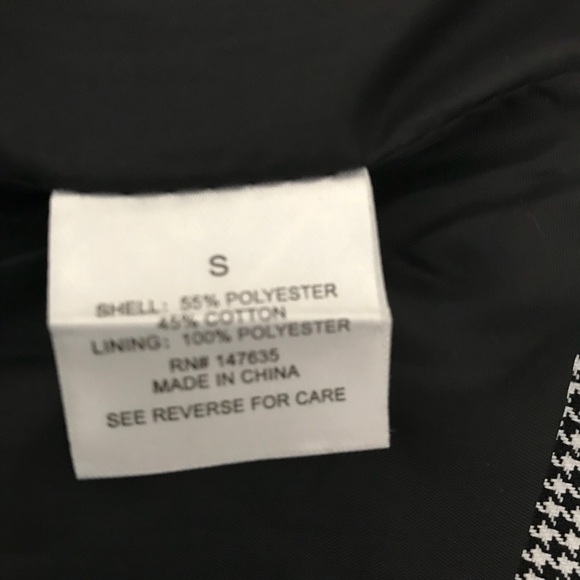 S
SHELL: 55% POLYESTER
45% COTTON
LINING: 100% POLYESTER
RN# 147635
MADE IN CHINA
SEE REVERSE FOR CARE